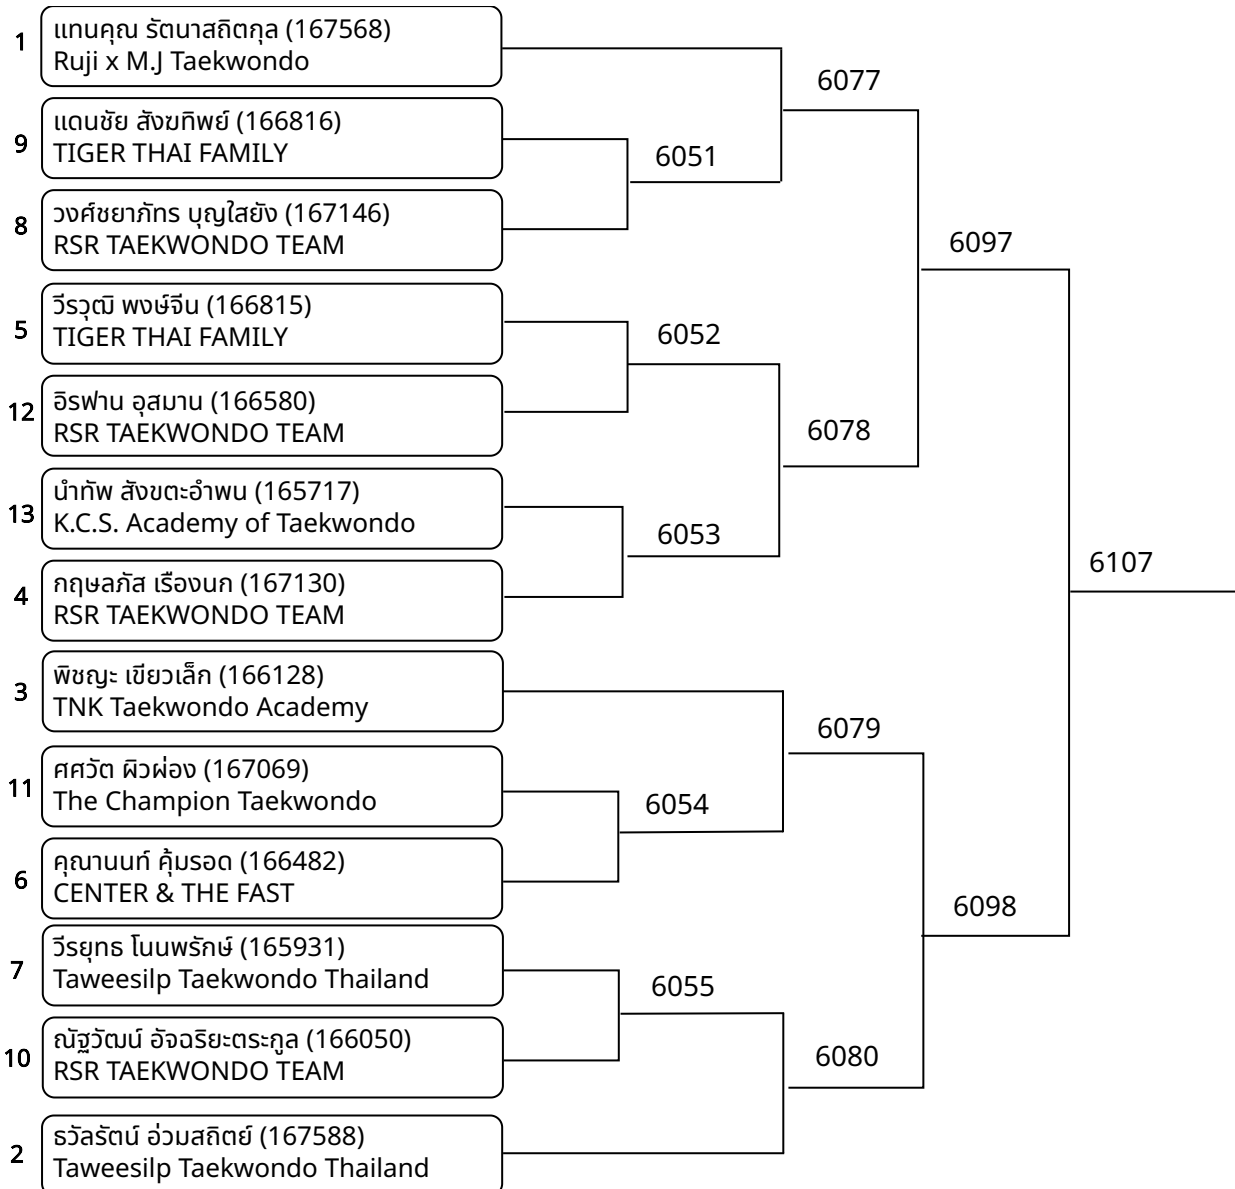 1
แทนคุณ รัตนาสถิตกุล (167568)
Ruji x M.J Taekwondo
6077
9
แดนชัย สังฆทิพย์ (166816)
TIGER THAI FAMILY
6051
8
วงศ์ชยาภัทร บุญใสยัง (167146)
RSR TAEKWONDO TEAM
6097
5
วีรวุฒิ พงษ์จีน (166815)
TIGER THAI FAMILY
6052
12
อิรฟาน อุสมาน (166580)
RSR TAEKWONDO TEAM
6078
13
นำทัพ สังขตะอำพน (165717)
K.C.S. Academy of Taekwondo
6053
4
กฤษลภัส เรืองนก (167130)
RSR TAEKWONDO TEAM
6107
3
พิชญะ เขียวเล็ก (166128)
TNK Taekwondo Academy
6079
11
ศศวัต ผิวผ่อง (167069)
The Champion Taekwondo
6054
6
คุณานนท์ คุ้มรอด (166482)
CENTER & THE FAST
6098
7
วีรยุทธ โนนพรักษ์ (165931)
Taweesilp Taekwondo Thailand
6055
10
ณัฐวัฒน์ อัจฉริยะตระกูล (166050)
RSR TAEKWONDO TEAM
6080
2
ธวัลรัตน์ อ่วมสถิตย์ (167588)
Taweesilp Taekwondo Thailand